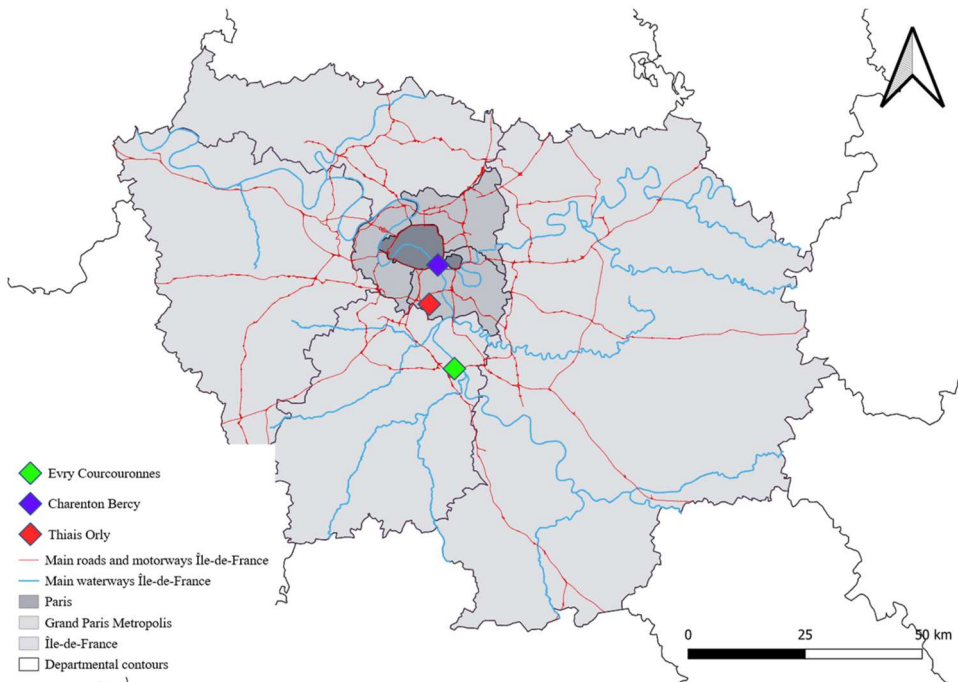 Evry Courcouronnes
Charenton Bercy
Thiais Orly
Main roads and motorways Île-de-France
Main waterways Île-de-France
Paris
Grand Paris Metropolis
Île-de-France
Departmental contours
0 25 50 km